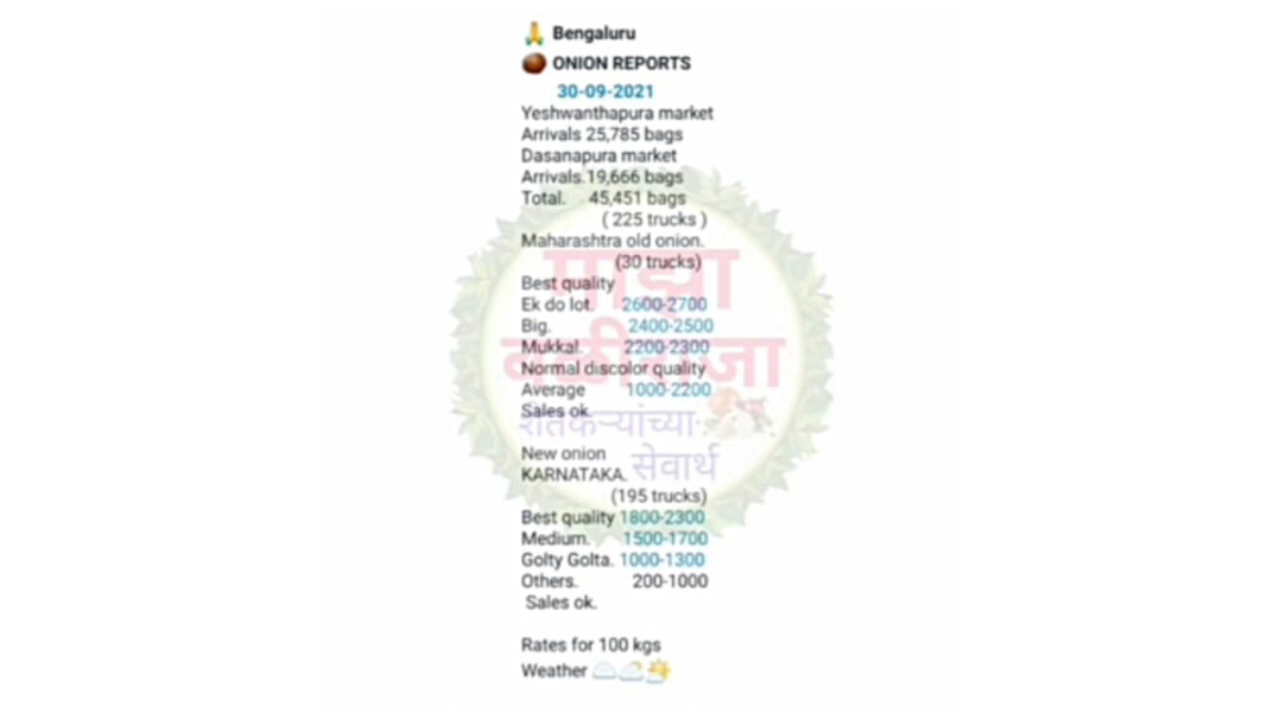 🙏 Bengaluru
🌰 ONION REPORTS
30-09-2021
Yeshwanthapura market
Arrivals 25,785 bags
Dasanapura market
Arrivals.19,666 bags
Total. 45,451 bags
( 225 trucks )
Maharashtra old onion.
(30 trucks)
Best quality
Ek do lot. 2600-2700
Big. 2400-2500
Mukkal. 2200-2300
Normal discolor quality
Average 1000-2200
Sales ok.
New onion
KARNATAKA.
(195 trucks)
Best quality 1800-2300
Medium. 1500-1700
Golty Golta. 1000-1300
Others. 200-1000
Sales ok.
Rates for 100 kgs
Weather ☁️🌥️🌤️
माझा
बळीराजा
शेतकऱ्यांच्या
सेवार्थ